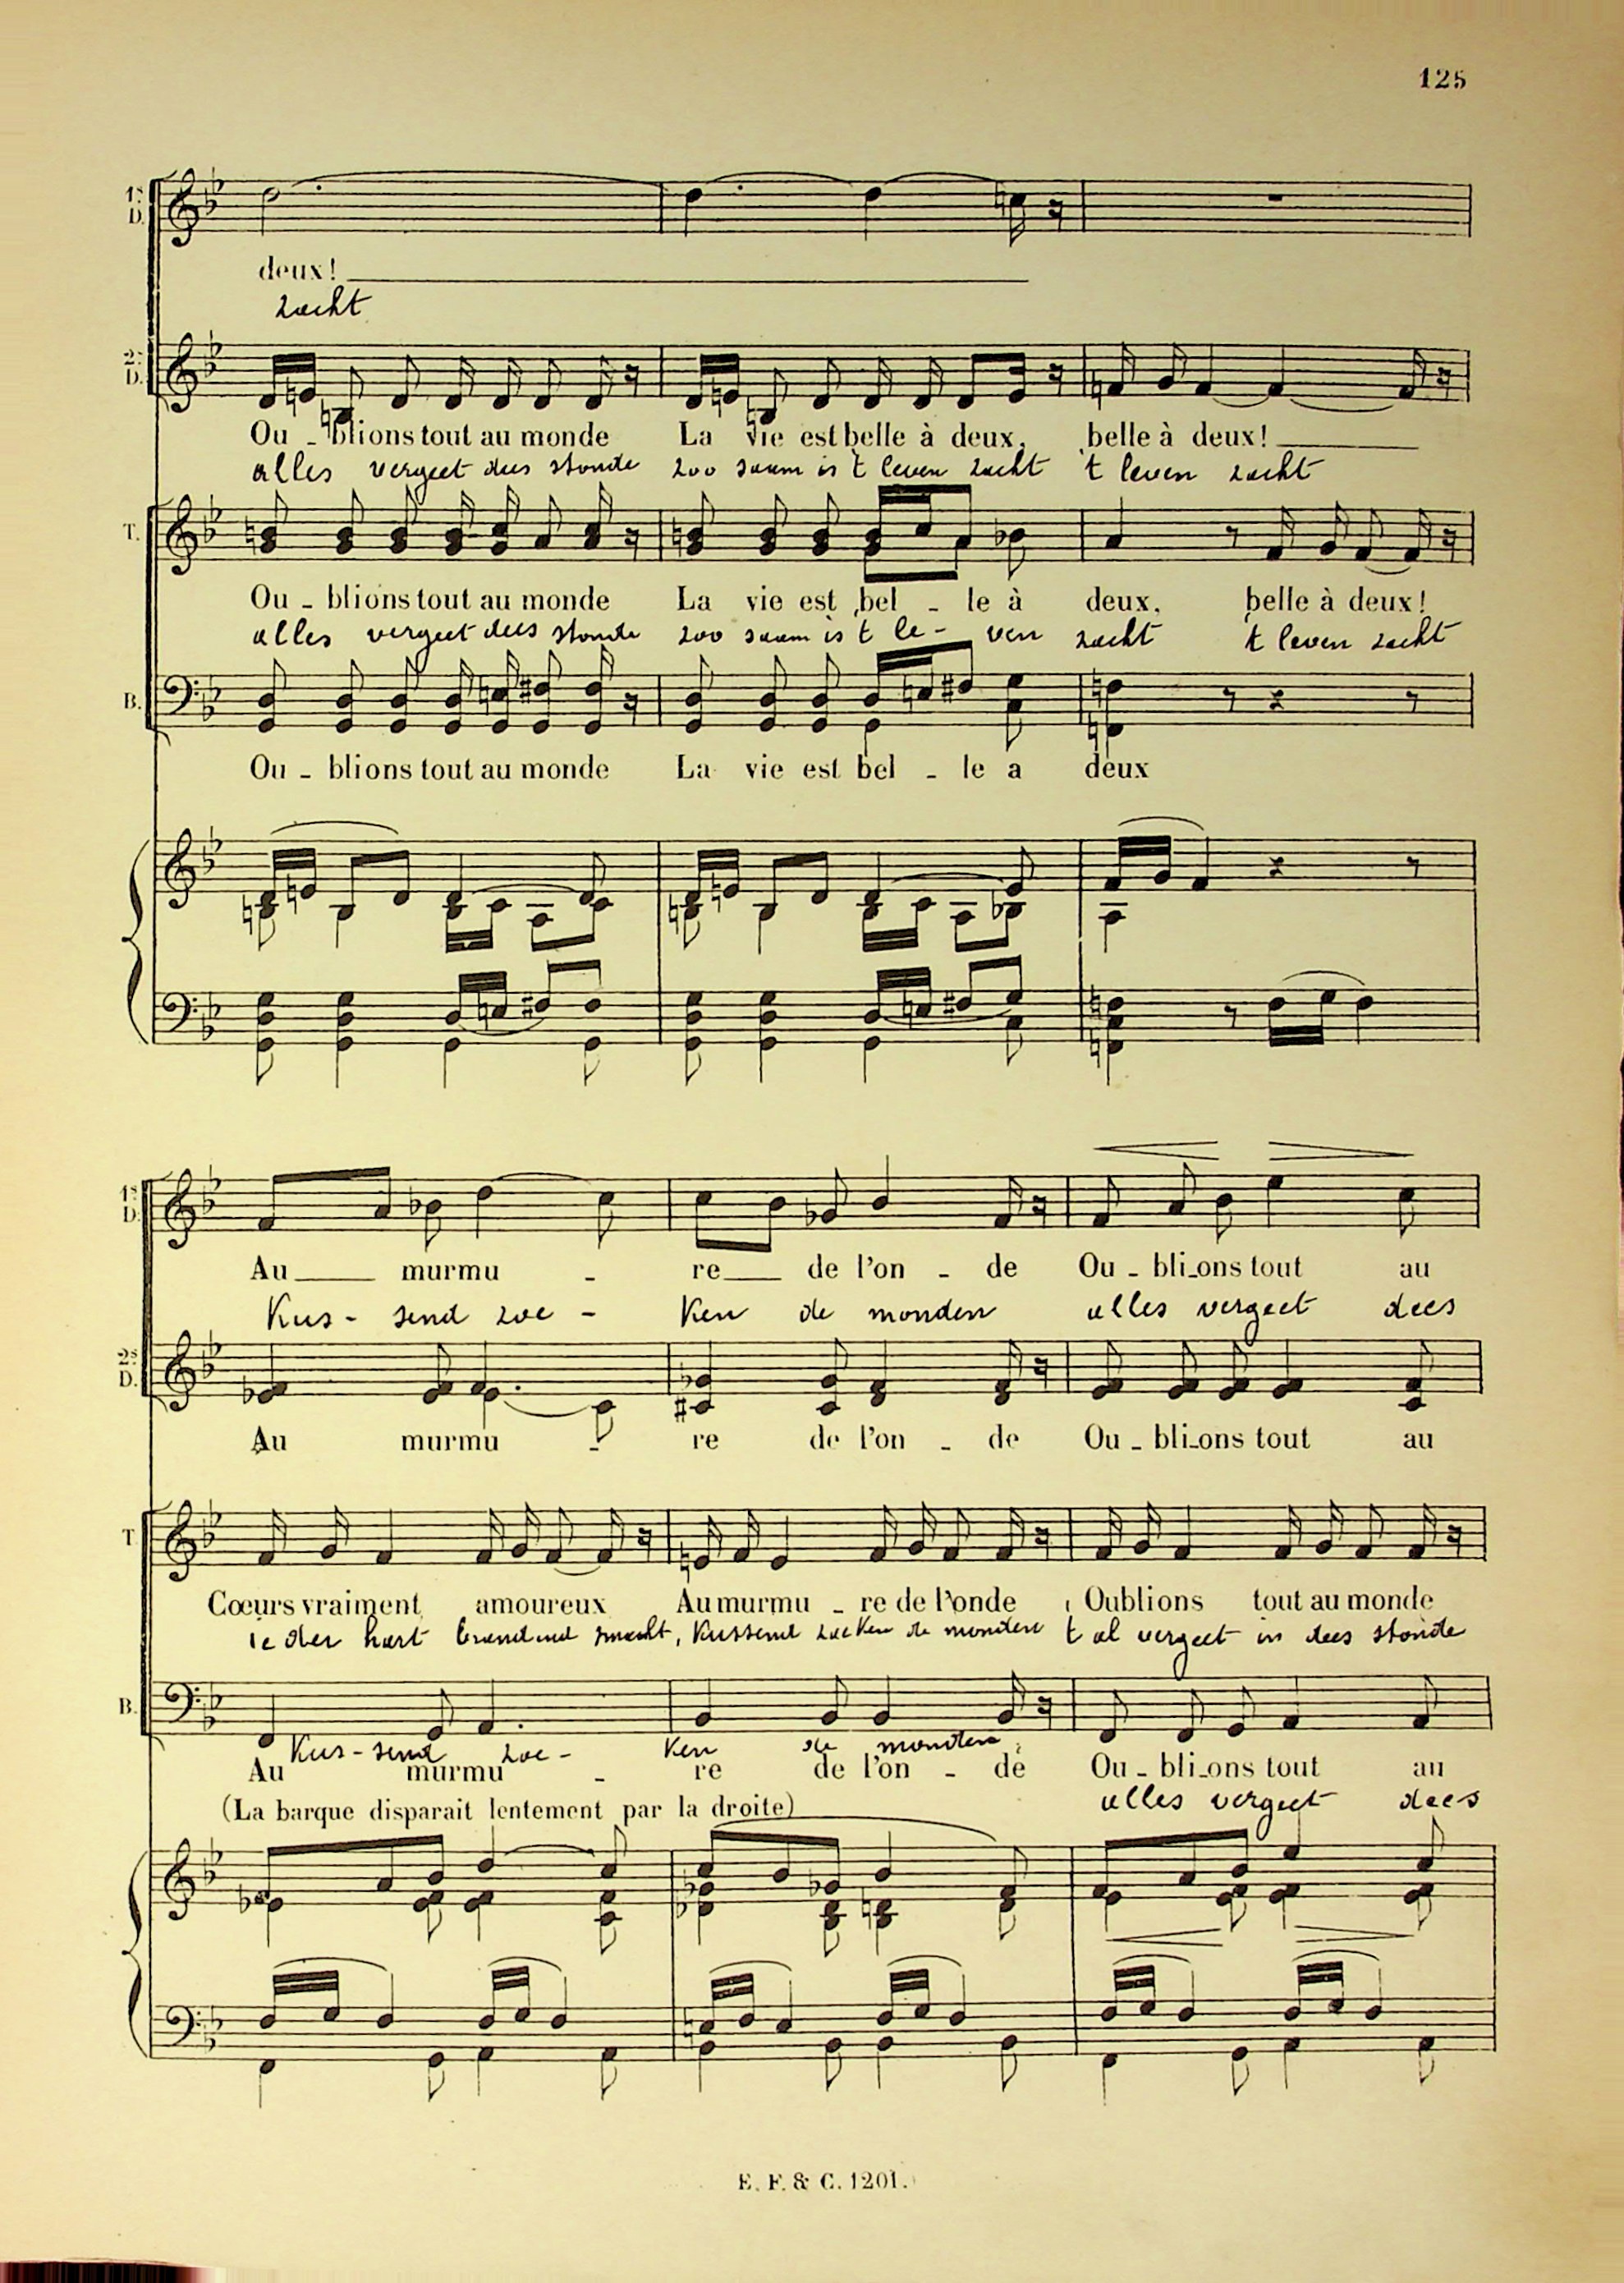 125
1s D.
deux!
zacht
2s D.
Ou - blions tout au monde La vie est belle à deux, belle à deux!
alles vergeet dees stonde zoo saam is 't leven zacht 't leven zacht
T.
Ou - blions tout au monde La vie est bel - le à deux, belle à deux!
alles vergeet dees stonde zoo saam is 't le - ven zacht 't leven zacht
B.
Ou - blions tout au monde La vie est bel - le a deux
1s D.
Au murmu - re de l'on - de Ou - bli-ons tout au
Kus - send zoe - ken de monden alles vergeet dees
2s D.
Au murmu - re de l'on - de Ou - bli-ons tout au
T
Cœurs vraiment amoureux Au murmu - re de l'onde Oublions tout au monde
ieder hart brandend smacht, Kussend zoeken de monden 't al vergeet in dees stonde
B.
Kus - send zoe - ken de monden,
Au murmu - re de l'on - de Ou - bli-ons tout au
(La barque disparait lentement par la droite) alles vergeet dees
E. F. & C. 1201.